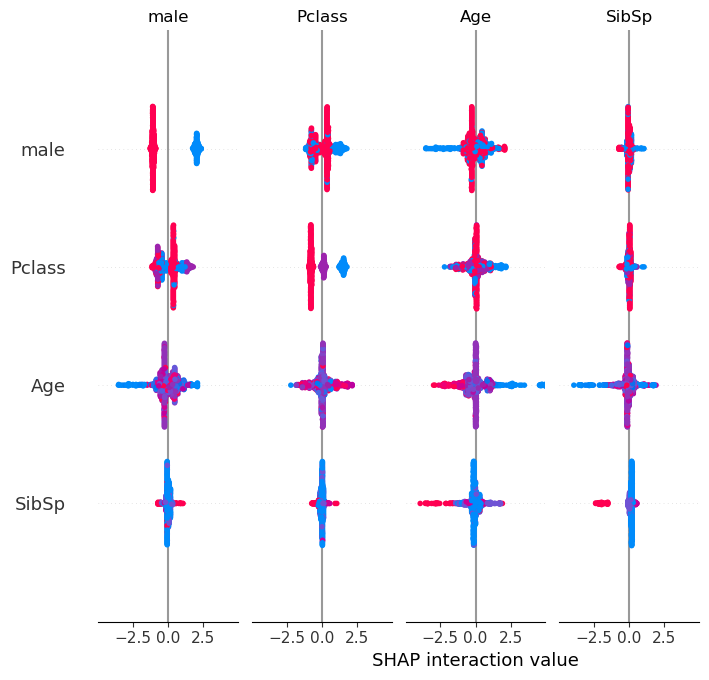 male Pclass Age SibSp
male
Pclass
Age
SibSp
−2.5 0.0 2.5 −2.5 0.0 2.5 −2.5 0.0 2.5 −2.5 0.0 2.5
SHAP interaction value